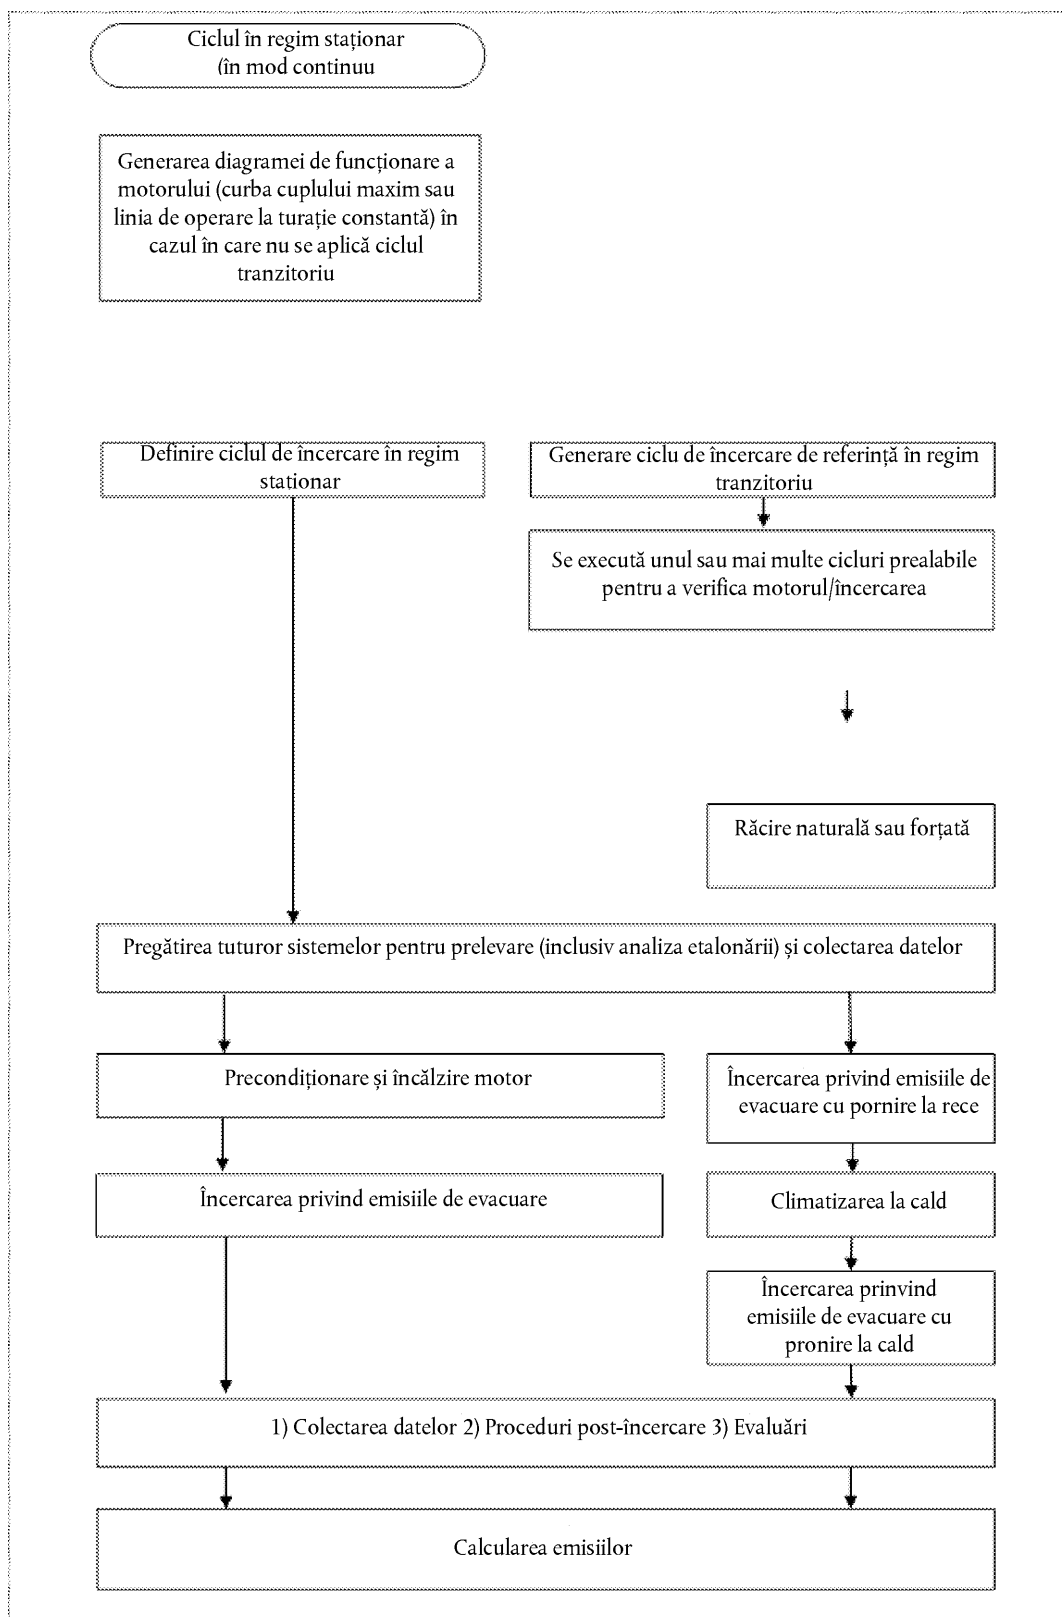 Ciclul în regim staționar
(în mod continuu
Generarea diagramei de funcționare a
motorului (curba cuplului maxim sau
linia de operare la turație constantă) în
cazul în care nu se aplică ciclul
tranzitoriu
Definire ciclul de încercare în regim
stationar
Generare ciclu de încercare de referință în regim
tranzitoriu
Se execută unul sau mai multe cicluri prealabile
pentru a verifica motorul/încercarea
Răcire naturală sau forțată
Pregătirea tuturor sistemelor pentru prelevare (inclusiv analiza etalonării) și colectarea datelor
Precondiționare și încălzire motor
Încercarea privind emisiile de
evacuare cu pornire la rece
Încercarea privind emisiile de evacuare
Climatizarea la cald
Încercarea prinvind
emisiile de evacuare cu
pronire la cald
1) Colectarea datelor 2) Proceduri post-încercare 3) Evaluări
Calcularea emisiilor